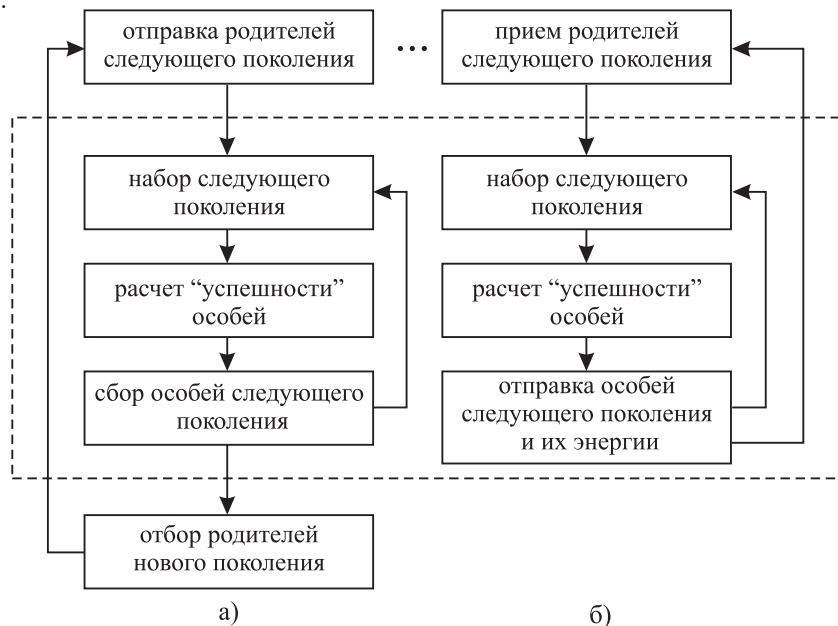 отправка родителей
следующего поколения
...
прием родителей
следующего поколения
набор следующего
поколения
набор следующего
поколения
расчет “успешности”
особей
расчет “успешности”
особей
сбор особей следующего
поколения
отправка особей
следующего поколения
и их энергии
отбор родителей
нового поколения
а)
б)